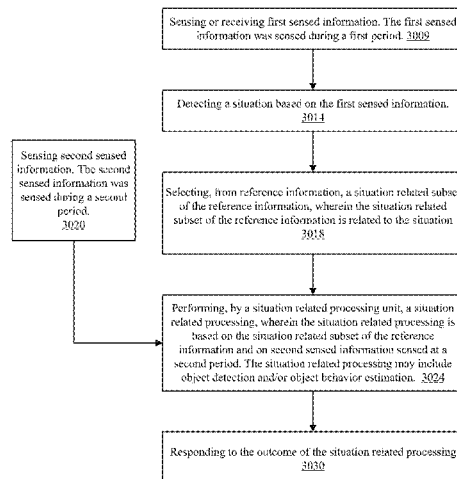 Sensing or receiving first sensed information. The first sensed
information was sensed during a first period. 3009
Detecting a situation based on the first sensed information.
3014
Sensing second sensed
information. The second
sensed information was
sensed during a second
period.
3020
Selecting, from reference information, a situation related subset
of the reference information, wherein the situation related
subset of the reference information is related to the situation
3018
Performing, by a situation related processing unit, a situation
related processing, wherein the situation related processing is
based on the situation related subset of the reference
information and on second sensed information sensed at a
second period. The situation related processing may include
object detection and/or object behavior estimation. 3024
Responding to the outcome of the situation related processing
3030